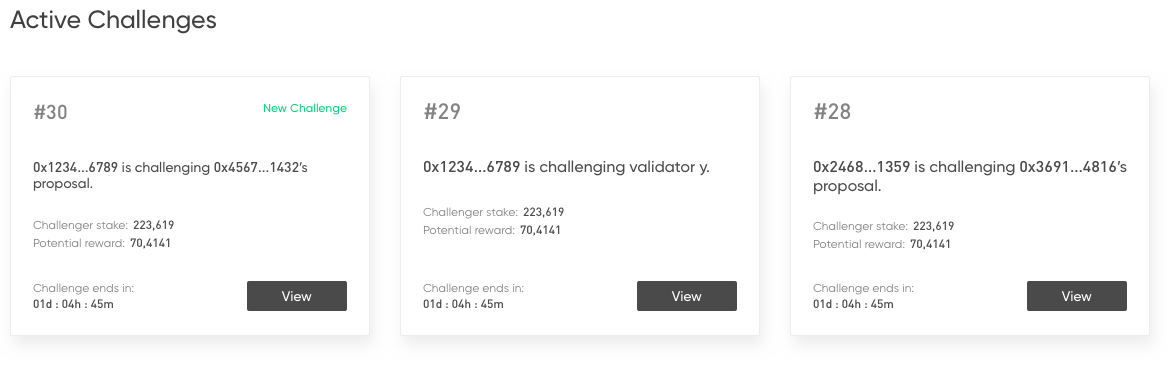 Active Challenges
#30
New Challenge
0x1234...6789 is challenging 0x4567...1432’s
proposal.
Challenger stake: 223,619
Potential reward: 70,4141
Challenge ends in:
01d : 04h : 45m
View
#29
0x1234...6789 is challenging validator y.
Challenger stake: 223,619
Potential reward: 70,4141
Challenge ends in:
01d : 04h : 45m
View
#28
0x2468...1359 is challenging 0x3691...4816’s
proposal.
Challenger stake: 223,619
Potential reward: 70,4141
Challenge ends in:
01d : 04h : 45m
View